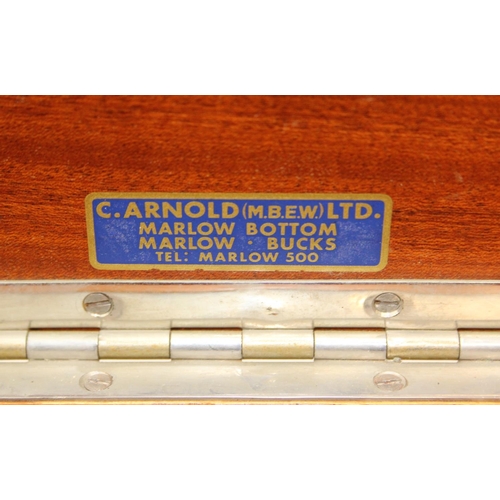 C. ARNOLD (M.B.E.W.) LTD.
MARLOW BOTTOM
MARLOW · BUCKS
TEL: MARLOW 500